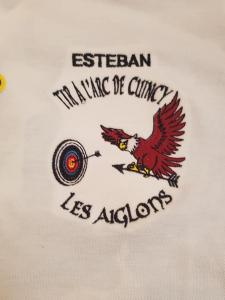 ESTEBAN
TIR A L'ARC DE CUINCY
LES AIGLONS